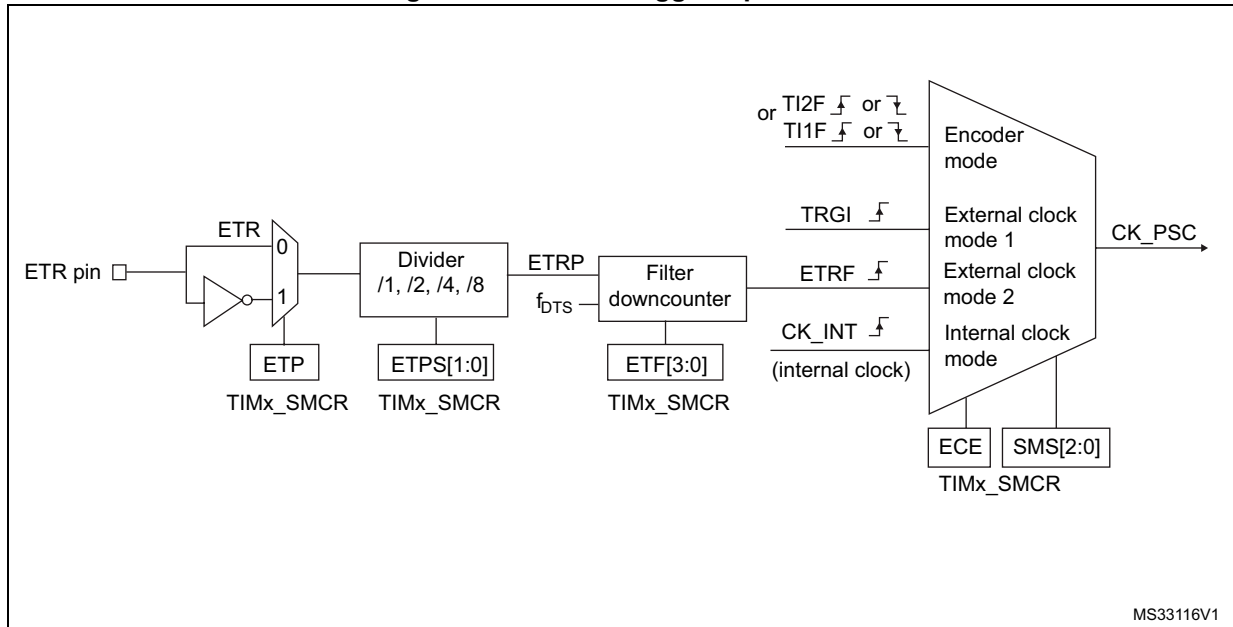 or TI2F or
TI1F or
Encoder
mode
TRGI
External clock
mode 1
CK_PSC
ETR
0
ETR pin
1
Divider
/1, /2, /4, /8
ETRP
fDTS
Filter
downcounter
ETRF
External clock
mode 2
CK_INT
(internal clock)
Internal clock
mode
ETP
TIMx_SMCR
ETPS[1:0]
TIMx_SMCR
ETF[3:0]
TIMx_SMCR
ECE
SMS[2:0]
TIMx_SMCR
MS33116V1